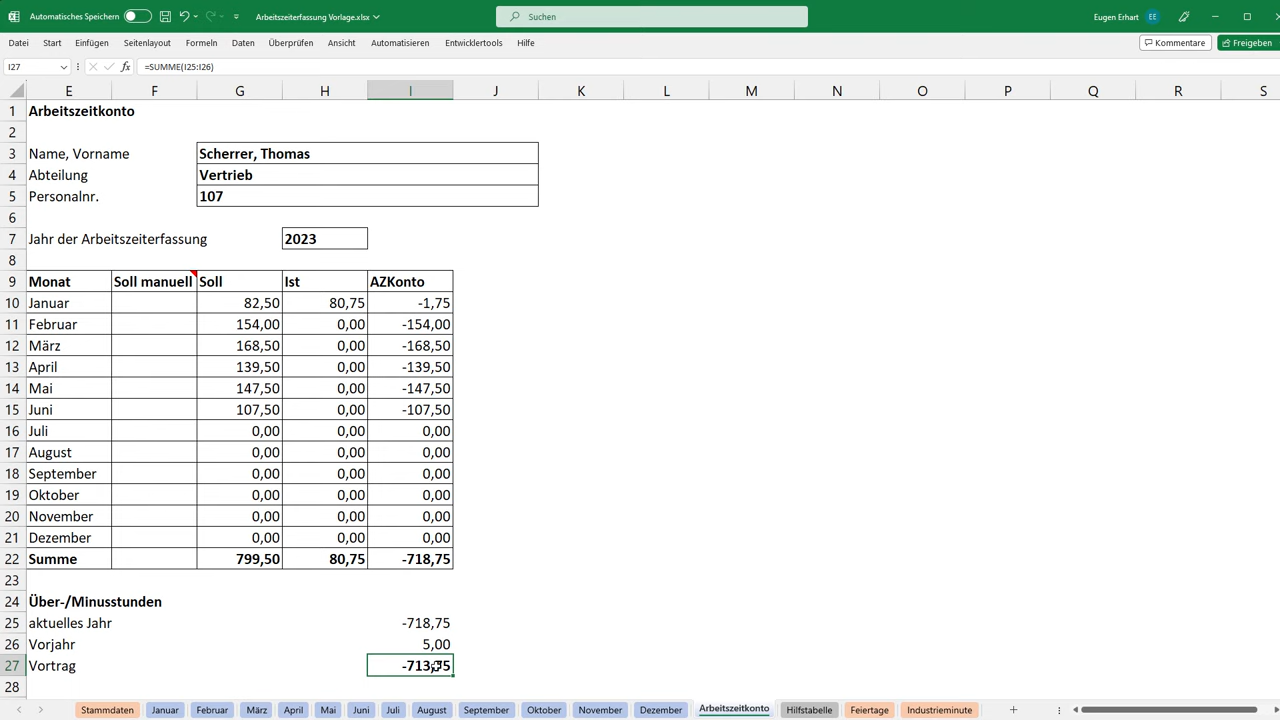 Automatisches Speichern
Arbeitszeiterfassung Vorlage.xlsx
Suchen
Eugen Erhart
EE
Datei Start Einfügen Seitenlayout Formeln Daten Überprüfen Ansicht Automatisieren Entwicklertools Hilfe
Kommentare
Freigeben
I27
fx
=SUMME(I25:I26)
E F G H I J K L M N O P Q R S
1 Arbeitszeitkonto
2
3 Name, Vorname Scherrer, Thomas
4 Abteilung Vertrieb
5 Personalnr. 107
6
7 Jahr der Arbeitszeiterfassung 2023
8
9 Monat Soll manuell Soll Ist AZKonto
10 Januar 82,50 80,75 -1,75
11 Februar 154,00 0,00 -154,00
12 März 168,50 0,00 -168,50
13 April 139,50 0,00 -139,50
14 Mai 147,50 0,00 -147,50
15 Juni 107,50 0,00 -107,50
16 Juli 0,00 0,00 0,00
17 August 0,00 0,00 0,00
18 September 0,00 0,00 0,00
19 Oktober 0,00 0,00 0,00
20 November 0,00 0,00 0,00
21 Dezember 0,00 0,00 0,00
22 Summe 799,50 80,75 -718,75
23
24 Über-/Minusstunden
25 aktuelles Jahr -718,75
26 Vorjahr 5,00
27 Vortrag -713,75
28
Stammdaten Januar Februar März April Mai Juni Juli August September Oktober November Dezember Arbeitszeitkonto Hilfstabelle Feiertage Industrieminute